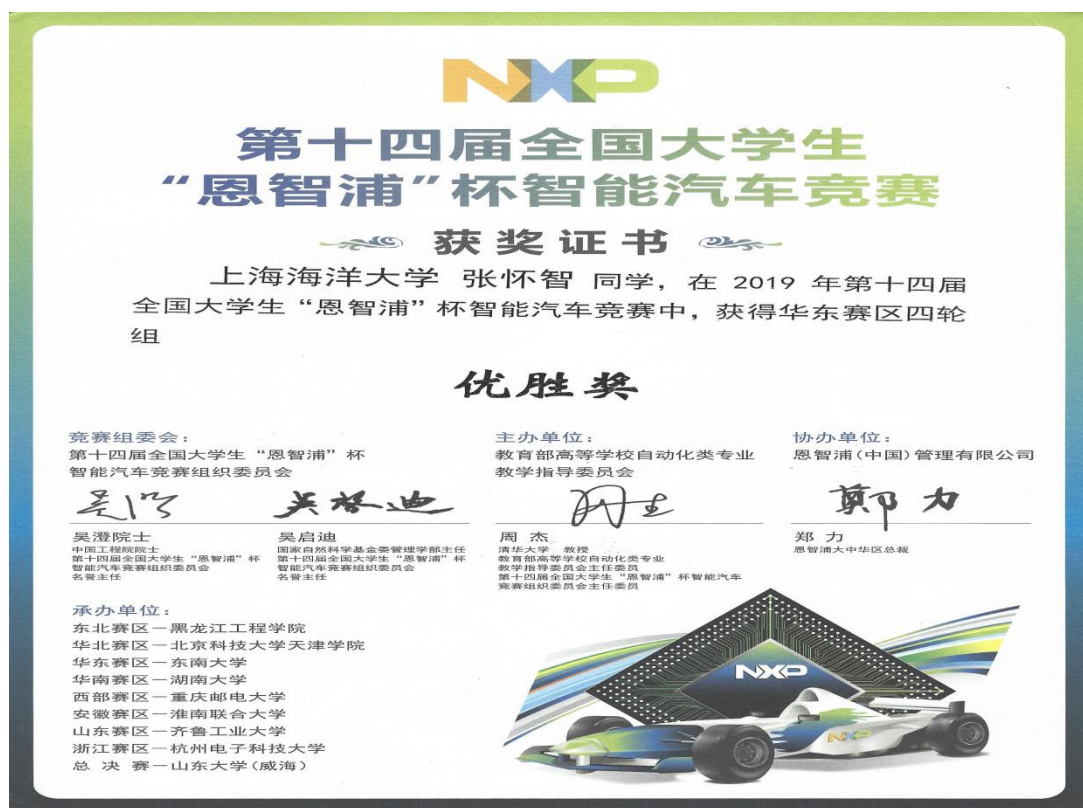 NXP
第十四届全国大学生
“恩智浦”杯智能汽车竞赛
获奖证书
上海海洋大学 张怀智 同学，在 2019 年第十四届
全国大学生“恩智浦”杯智能汽车竞赛中，获得华东赛区四轮
组
优胜奖
竞赛组委会：
第十四届全国大学生“恩智浦”杯
智能汽车竞赛组织委员会
吴澄
吴启迪
吴澄院士
中国工程院院士
第十四届全国大学生“恩智浦”杯
智能汽车竞赛组织委员会
名誉主任
吴启迪
国家自然科学基金委管理学部主任
第十四届全国大学生“恩智浦”杯
智能汽车竞赛组织委员会
名誉主任
主办单位：
教育部高等学校自动化类专业
教学指导委员会
周 杰
清华大学 教授
教育部高等学校自动化类专业
教学指导委员会主任委员
第十四届全国大学生“恩智浦”杯智能汽车
竞赛组织委员会主任委员
协办单位：
恩智浦（中国）管理有限公司
郑力
郑 力
恩智浦大中华区总裁
承办单位：
东北赛区—黑龙江工程学院
华北赛区—北京科技大学天津学院
华东赛区—东南大学
华南赛区—湖南大学
西部赛区—重庆邮电大学
安徽赛区—淮南联合大学
山东赛区—齐鲁工业大学
浙江赛区—杭州电子科技大学
总 决 赛—山东大学（威海）
NXP
NXP